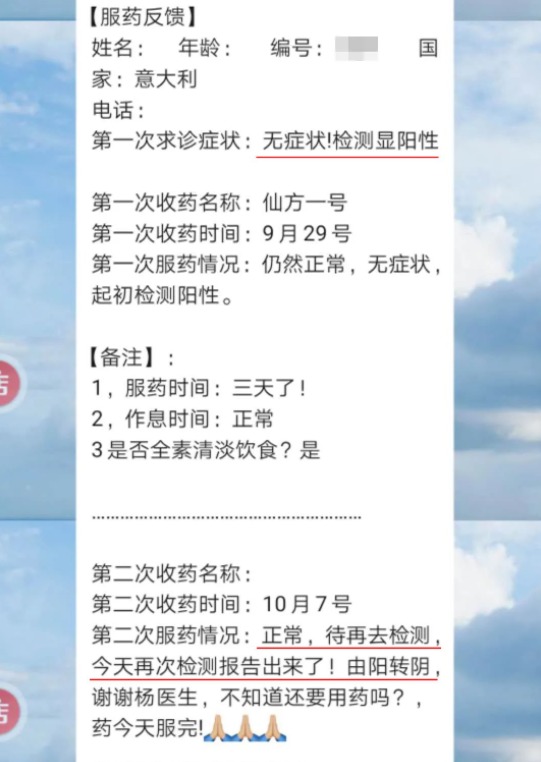 【服药反馈】
姓名： 年龄： 编号： 国
家：意大利
电话：
第一次求诊症状：无症状!检测显阳性
第一次收药名称：仙方一号
第一次收药时间：9月29号
第一次服药情况：仍然正常，无症状，
起初检测阳性。
【备注】：
1，服药时间：三天了！
2，作息时间：正常
3是否全素清淡饮食？是
………………………………………………
第二次收药名称：
第二次收药时间：10月7号
第二次服药情况：正常，待再去检测，
今天再次检测报告出来了！由阳转阴，
谢谢杨医生，不知道还要用药吗？，
药今天服完!🙏🏼🙏🏼🙏🏼